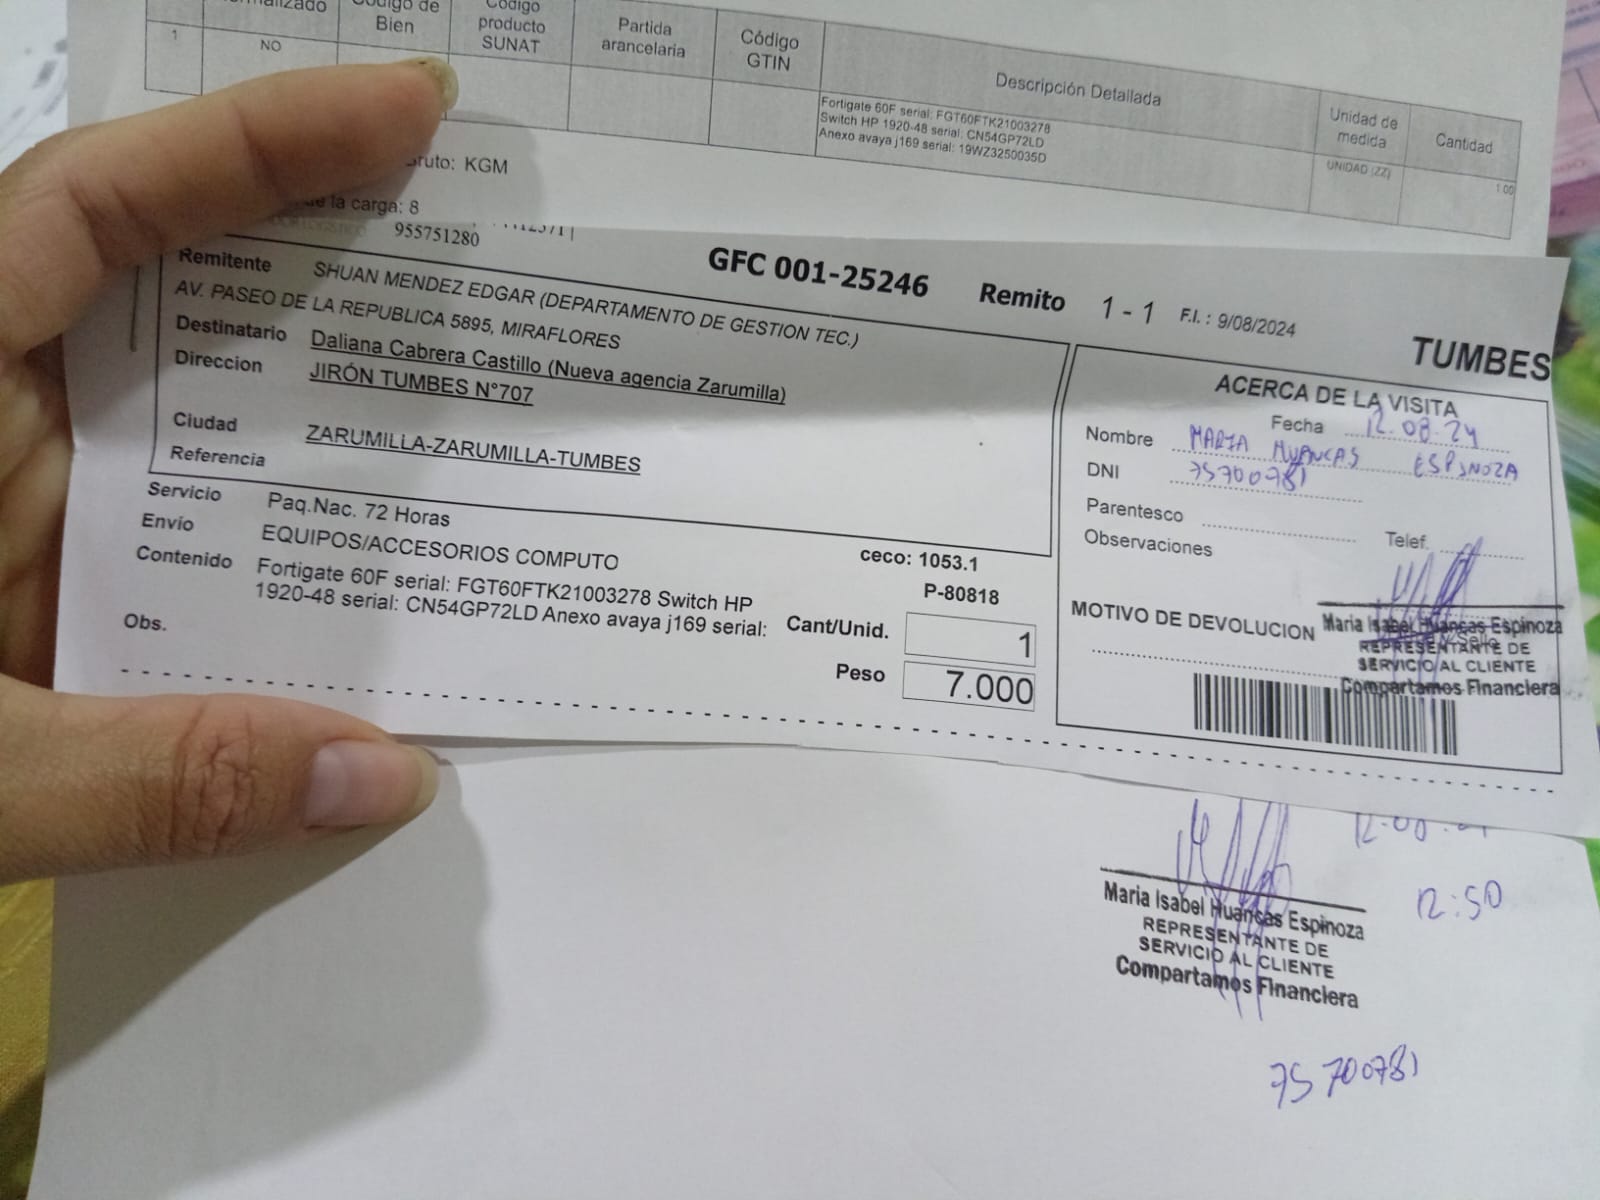 Código de
Bien
Código
producto
SUNAT
Partida
arancelaria
Código
GTIN
Descripción Detallada
Unidad de
medida
Cantidad
1
NO
Fortigate 60F serial: FGT60FTK21003278
Switch HP 1920-48 serial: CN54GP72LD
Anexo avaya j169 serial: 19WZ3250035D
UNIDAD (ZZ)
1.00
KGM
de la carga: 8
955751280
GFC 001-25246 Remito 1 - 1 F.I. : 9/08/2024
TUMBES
Remitente SHUAN MENDEZ EDGAR (DEPARTAMENTO DE GESTION TEC.)
AV. PASEO DE LA REPUBLICA 5895, MIRAFLORES
Destinatario Daliana Cabrera Castillo (Nueva agencia Zarumilla)
Direccion JIRÓN TUMBES N°707
Ciudad ZARUMILLA-ZARUMILLA-TUMBES
Referencia
Servicio Paq.Nac. 72 Horas
Envío EQUIPOS/ACCESORIOS COMPUTO
Contenido Fortigate 60F serial: FGT60FTK21003278 Switch HP
1920-48 serial: CN54GP72LD Anexo avaya j169 serial:
Obs.
ceco: 1053.1
P-80818
Cant/Unid. 1
Peso 7.000
ACERCA DE LA VISITA
Fecha 12.08.24
Nombre MARIA HUANCAS ESPINOZA
DNI 75700781
Parentesco
Telef.
Observaciones
MOTIVO DE DEVOLUCION
Maria Isabel Huancas Espinoza
REPRESENTANTE DE
SERVICIO AL CLIENTE
Compartamos Financiera
12:50
Maria Isabel Huancas Espinoza
REPRESENTANTE DE
SERVICIO AL CLIENTE
Compartamos Financiera
75700781